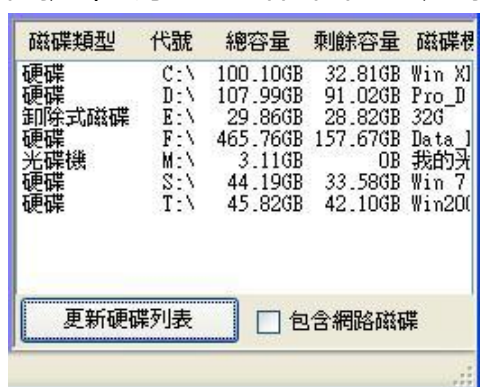 磁碟類型 代號 總容量 剩餘容量 磁碟
硬碟 C:\ 100.10GB 32.81GB Win
硬碟 D:\ 107.99GB 91.02GB Pro_D
卸除式磁碟 E:\ 29.86GB 28.82GB 32G
硬碟 F:\ 465.76GB 157.67GB Data_
光碟機 M:\ 3.11GB 0B 我的
硬碟 S:\ 44.19GB 33.58GB Win 7
硬碟 T:\ 45.82GB 42.10GB Win20
更新硬碟列表 包含網路磁碟